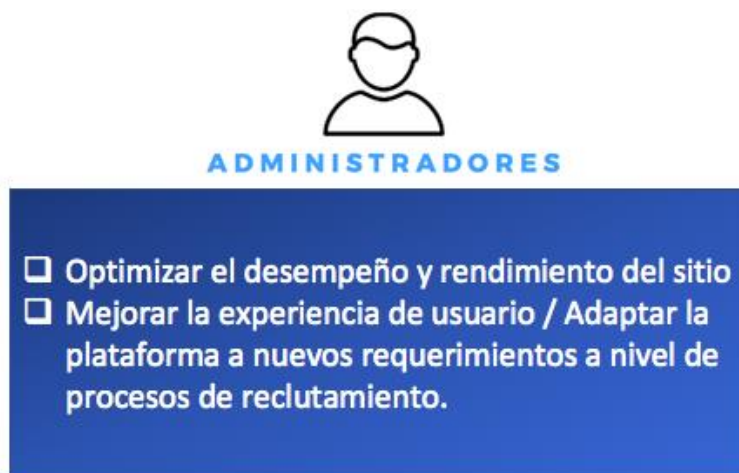 ADMINISTRADORES
❑ Optimizar el desempeño y rendimiento del sitio
❑ Mejorar la experiencia de usuario / Adaptar la
plataforma a nuevos requerimientos a nivel de
procesos de reclutamiento.